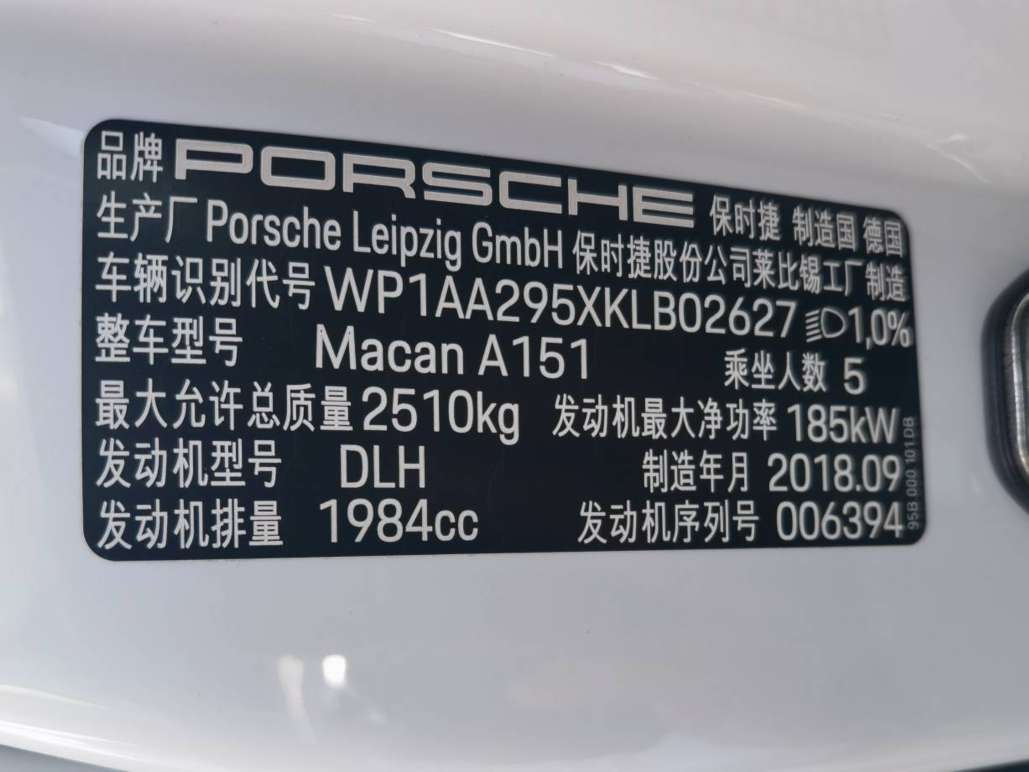 品牌 PORSCHE 保时捷 制造国 德国
生产厂 Porsche Leipzig GmbH 保时捷股份公司莱比锡工厂制造
车辆识别代号 WP1AA295XKLB02627 1,0%
整车型号 Macan A151 乘坐人数 5
最大允许总质量 2510kg 发动机最大净功率 185kW
发动机型号 DLH 制造年月 2018.09
发动机排量 1984cc 发动机序列号 006394
95B 000 101 DB